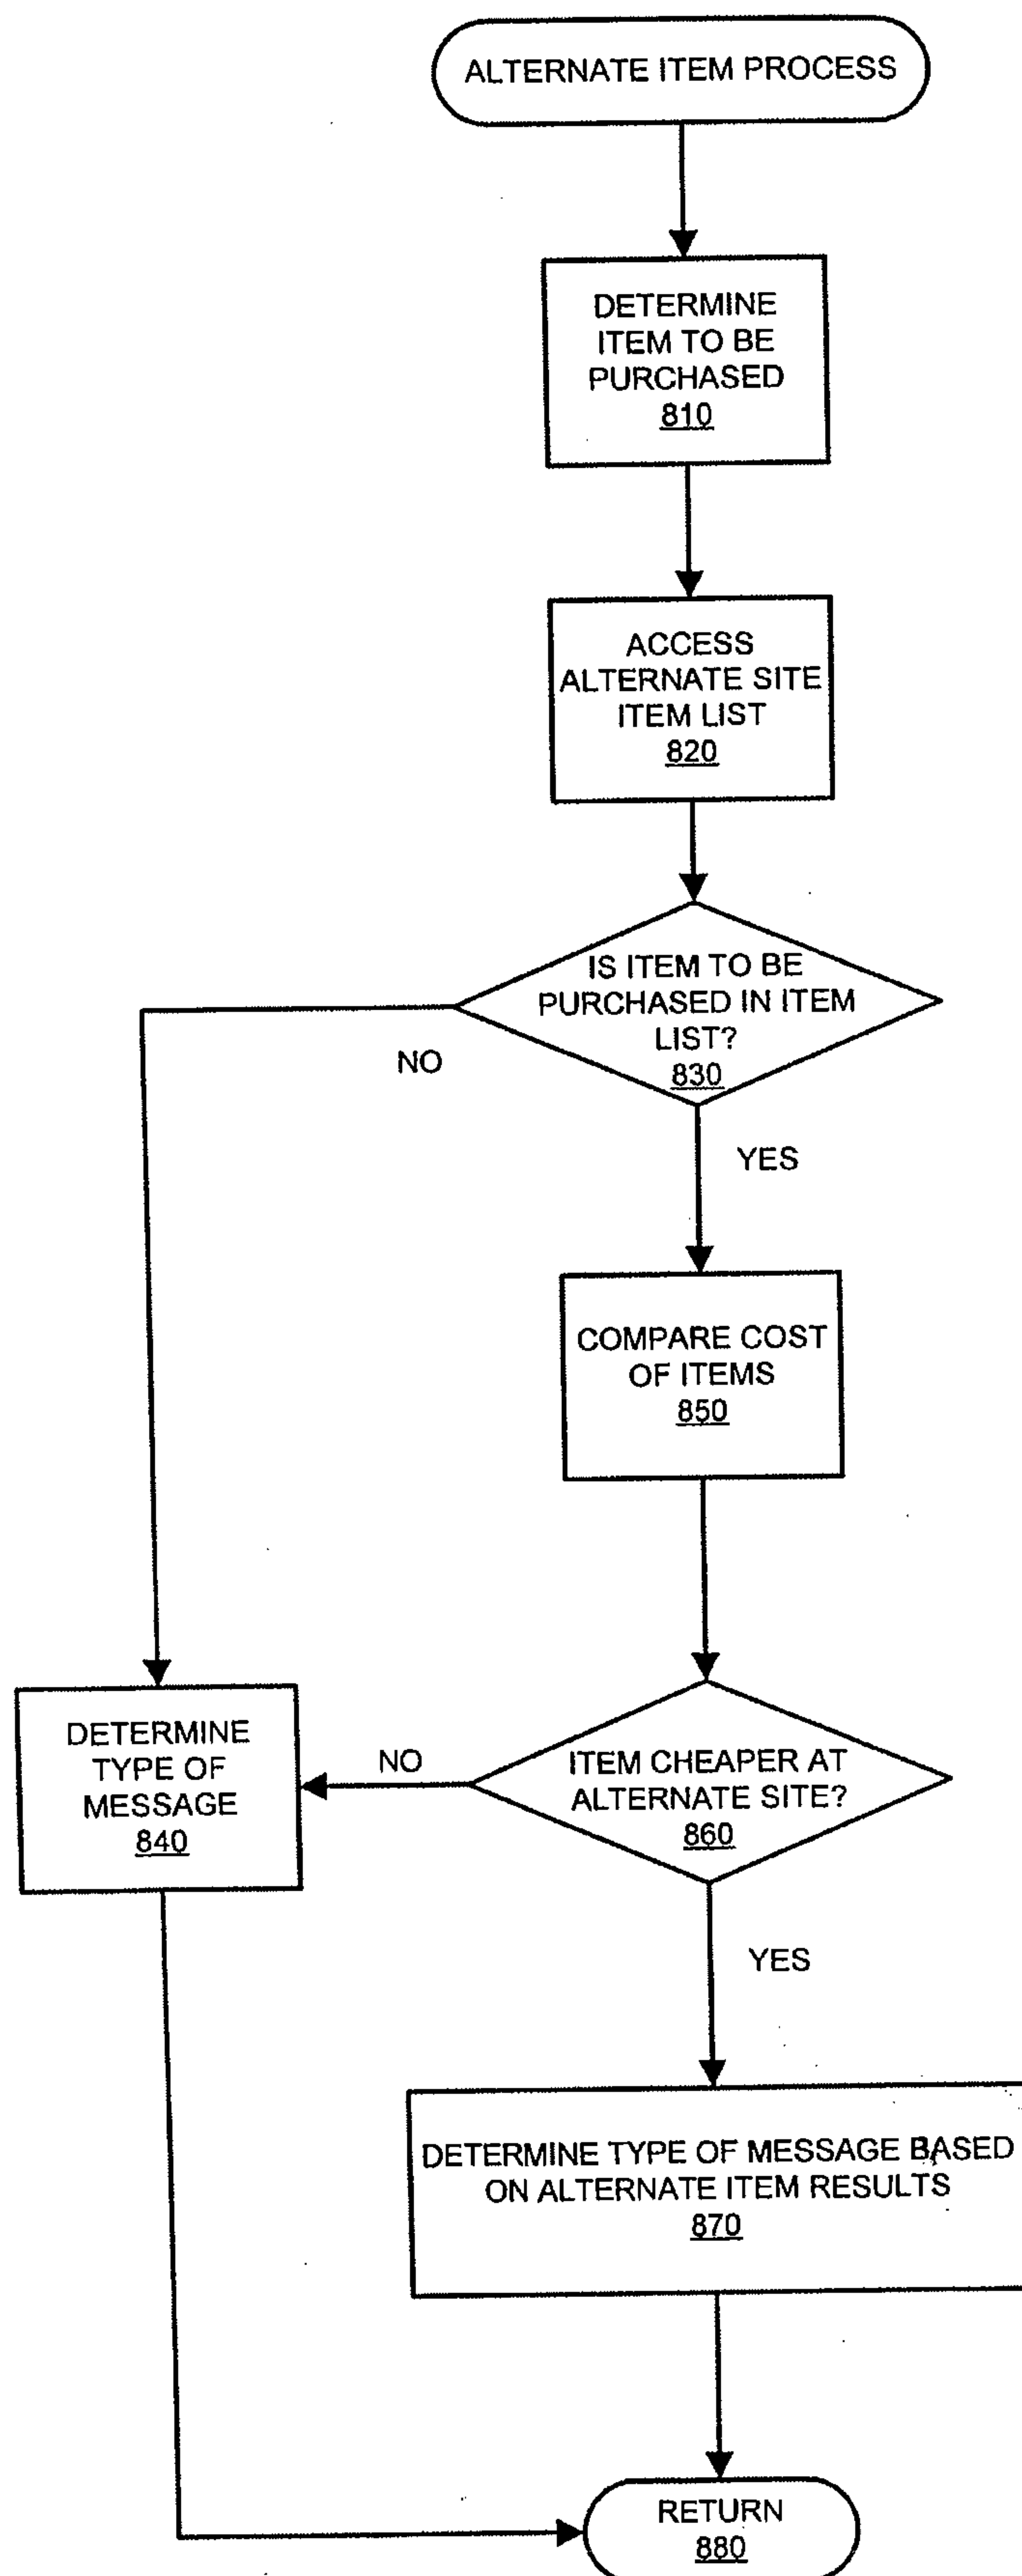 ALTERNATE ITEM PROCESS
DETERMINE
ITEM TO BE
PURCHASED
810
ACCESS
ALTERNATE SITE
ITEM LIST
820
IS ITEM TO BE
PURCHASED IN ITEM
LIST?
830
NO
YES
COMPARE COST
OF ITEMS
850
DETERMINE
TYPE OF
MESSAGE
840
NO
ITEM CHEAPER AT
ALTERNATE SITE?
860
YES
DETERMINE TYPE OF MESSAGE BASED
ON ALTERNATE ITEM RESULTS
870
RETURN
880